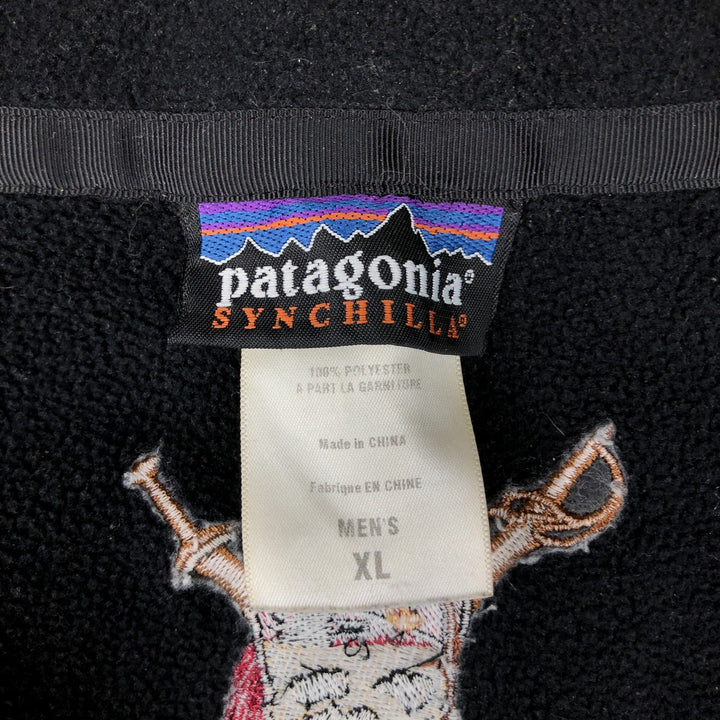 patagonia®
SYNCHILLA®
100% POLYESTER
À PART LA GARNITURE
Made in CHINA
Fabriqué EN CHINE
MEN'S
XL